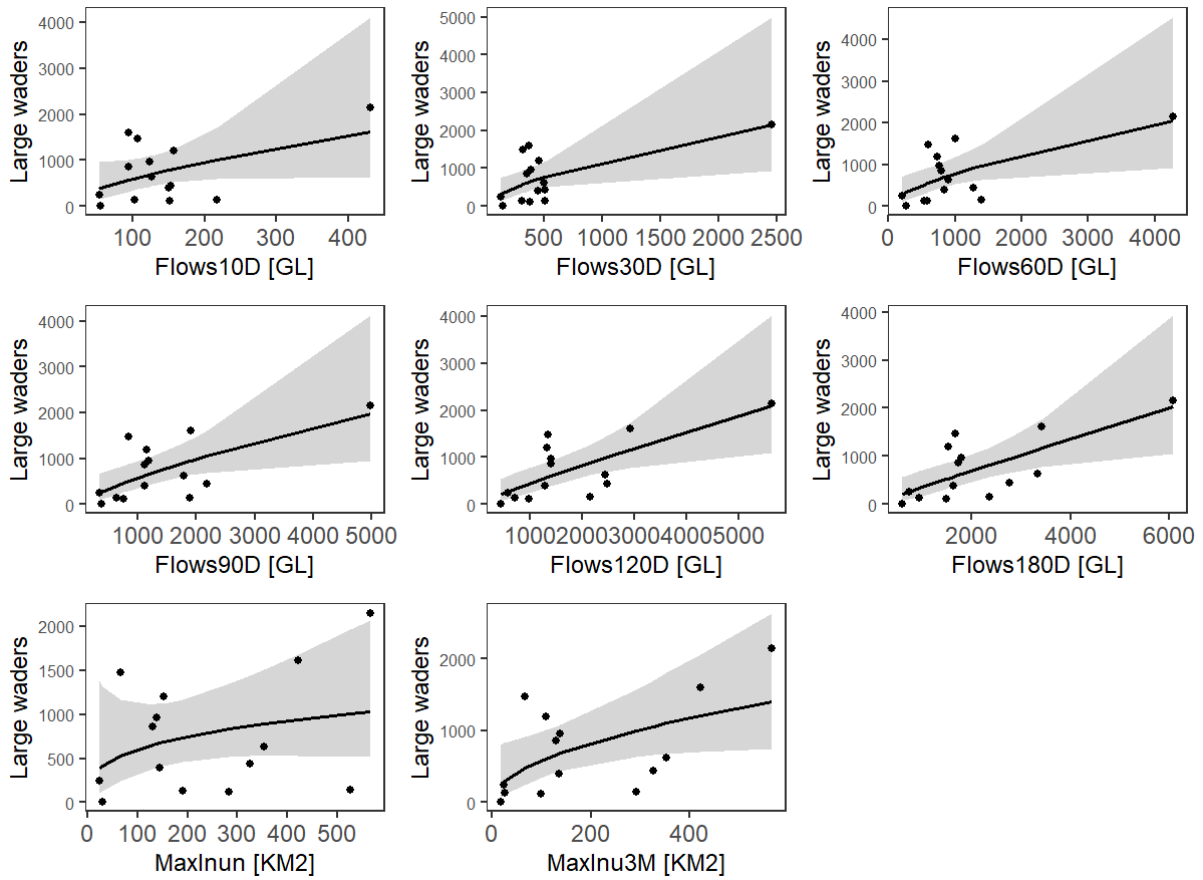 Large waders
4000
3000
2000
1000
0
100 200 300 400
Flows10D [GL]
Large waders
5000
4000
3000
2000
1000
0
500 1000 1500 2000 2500
Flows30D [GL]
Large waders
4000
3000
2000
1000
0
0 1000 2000 3000 4000
Flows60D [GL]
Large waders
4000
3000
2000
1000
0
1000 2000 3000 4000 5000
Flows90D [GL]
Large waders
4000
3000
2000
1000
0
1000 2000 3000 4000 5000
Flows120D [GL]
Large waders
4000
3000
2000
1000
0
2000 4000 6000
Flows180D [GL]
Large waders
2000
1500
1000
500
0
0 100 200 300 400 500
MaxInun [KM2]
Large waders
2000
1000
0
0 200 400
MaxInu3M [KM2]